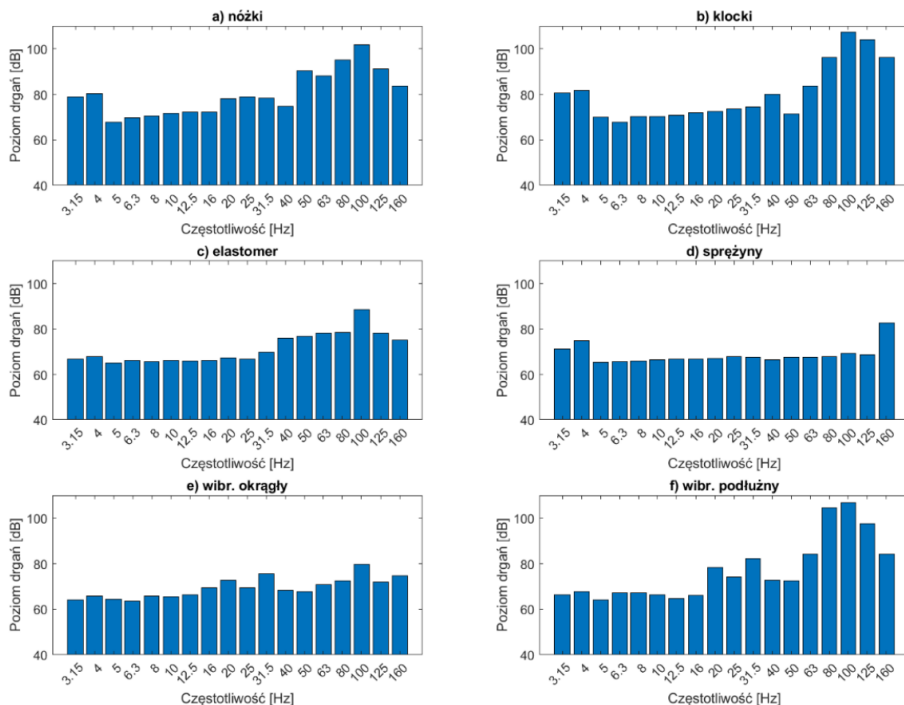 a) nóżki
Poziom drgań [dB]
100
80
60
40
3.15 4 5 6.3 8 10 12.5 16 20 25 31.5 40 50 63 80 100 125 160
Częstotliwość [Hz]
b) klocki
Poziom drgań [dB]
100
80
60
40
3.15 4 5 6.3 8 10 12.5 16 20 25 31.5 40 50 63 80 100 125 160
Częstotliwość [Hz]
c) elastomer
Poziom drgań [dB]
100
80
60
40
3.15 4 5 6.3 8 10 12.5 16 20 25 31.5 40 50 63 80 100 125 160
Częstotliwość [Hz]
d) sprężyny
Poziom drgań [dB]
100
80
60
40
3.15 4 5 6.3 8 10 12.5 16 20 25 31.5 40 50 63 80 100 125 160
Częstotliwość [Hz]
e) wibr. okrągły
Poziom drgań [dB]
100
80
60
40
3.15 4 5 6.3 8 10 12.5 16 20 25 31.5 40 50 63 80 100 125 160
Częstotliwość [Hz]
f) wibr. podłużny
Poziom drgań [dB]
100
80
60
40
3.15 4 5 6.3 8 10 12.5 16 20 25 31.5 40 50 63 80 100 125 160
Częstotliwość [Hz]